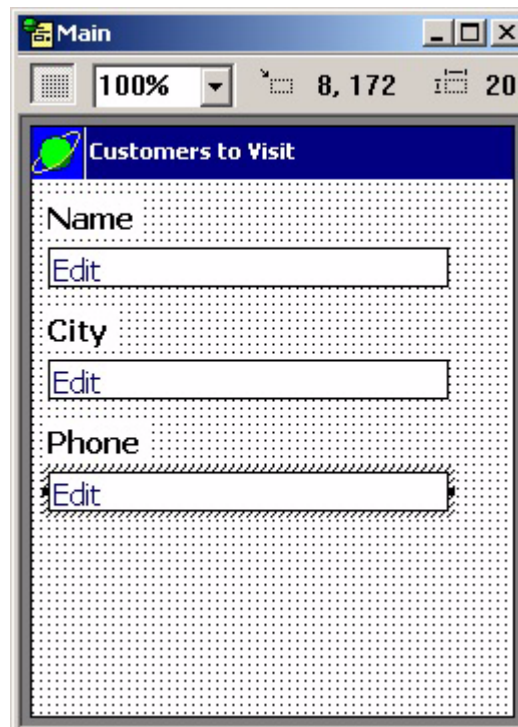 Main
100% 8, 172 20
Customers to Visit
Name
Edit
City
Edit
Phone
Edit